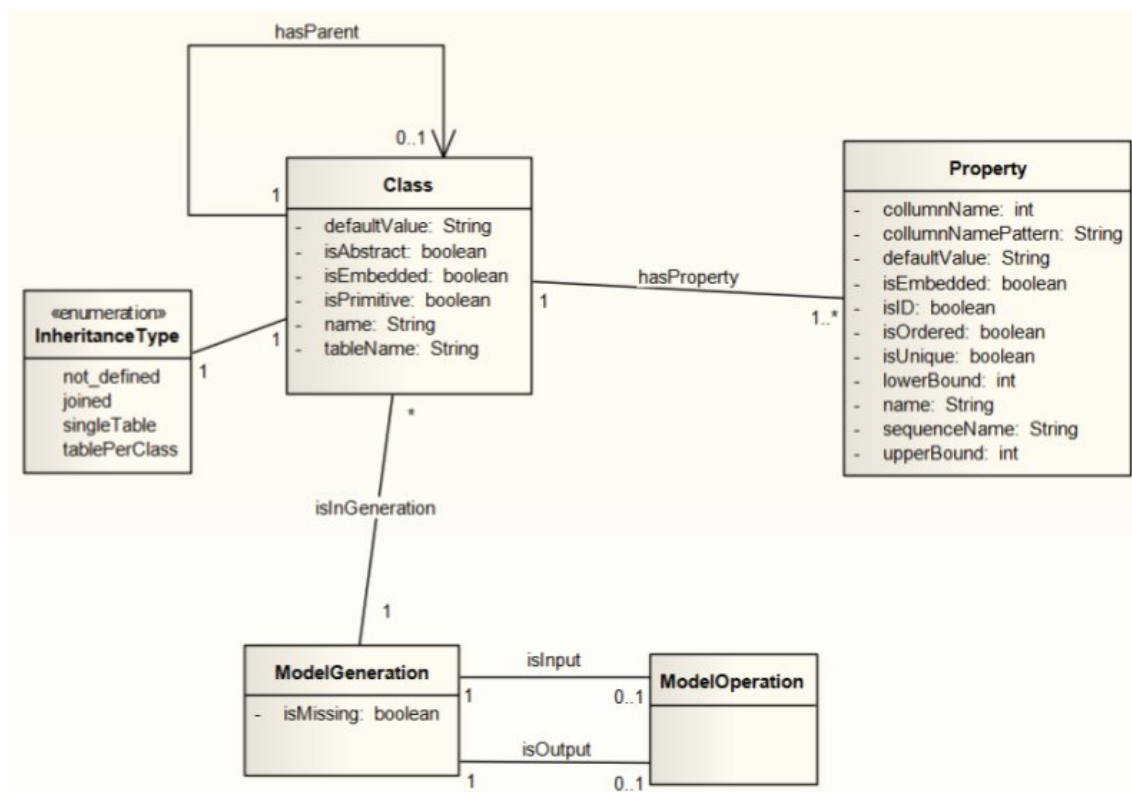 hasParent
0..1
1
Class
- defaultValue: String
- isAbstract: boolean
- isEmbedded: boolean
- isPrimitive: boolean
- name: String
- tableName: String
Property
- collumnName: int
- collumnNamePattern: String
- defaultValue: String
- isEmbedded: boolean
- isID: boolean
- isOrdered: boolean
- isUnique: boolean
- lowerBound: int
- name: String
- sequenceName: String
- upperBound: int
hasProperty
1
1..*
«enumeration»
InheritanceType
not_defined
joined
singleTable
tablePerClass
1
1
*
isInGeneration
1
ModelGeneration
- isMissing: boolean
isInput
1
0..1
isOutput
1
0..1
ModelOperation